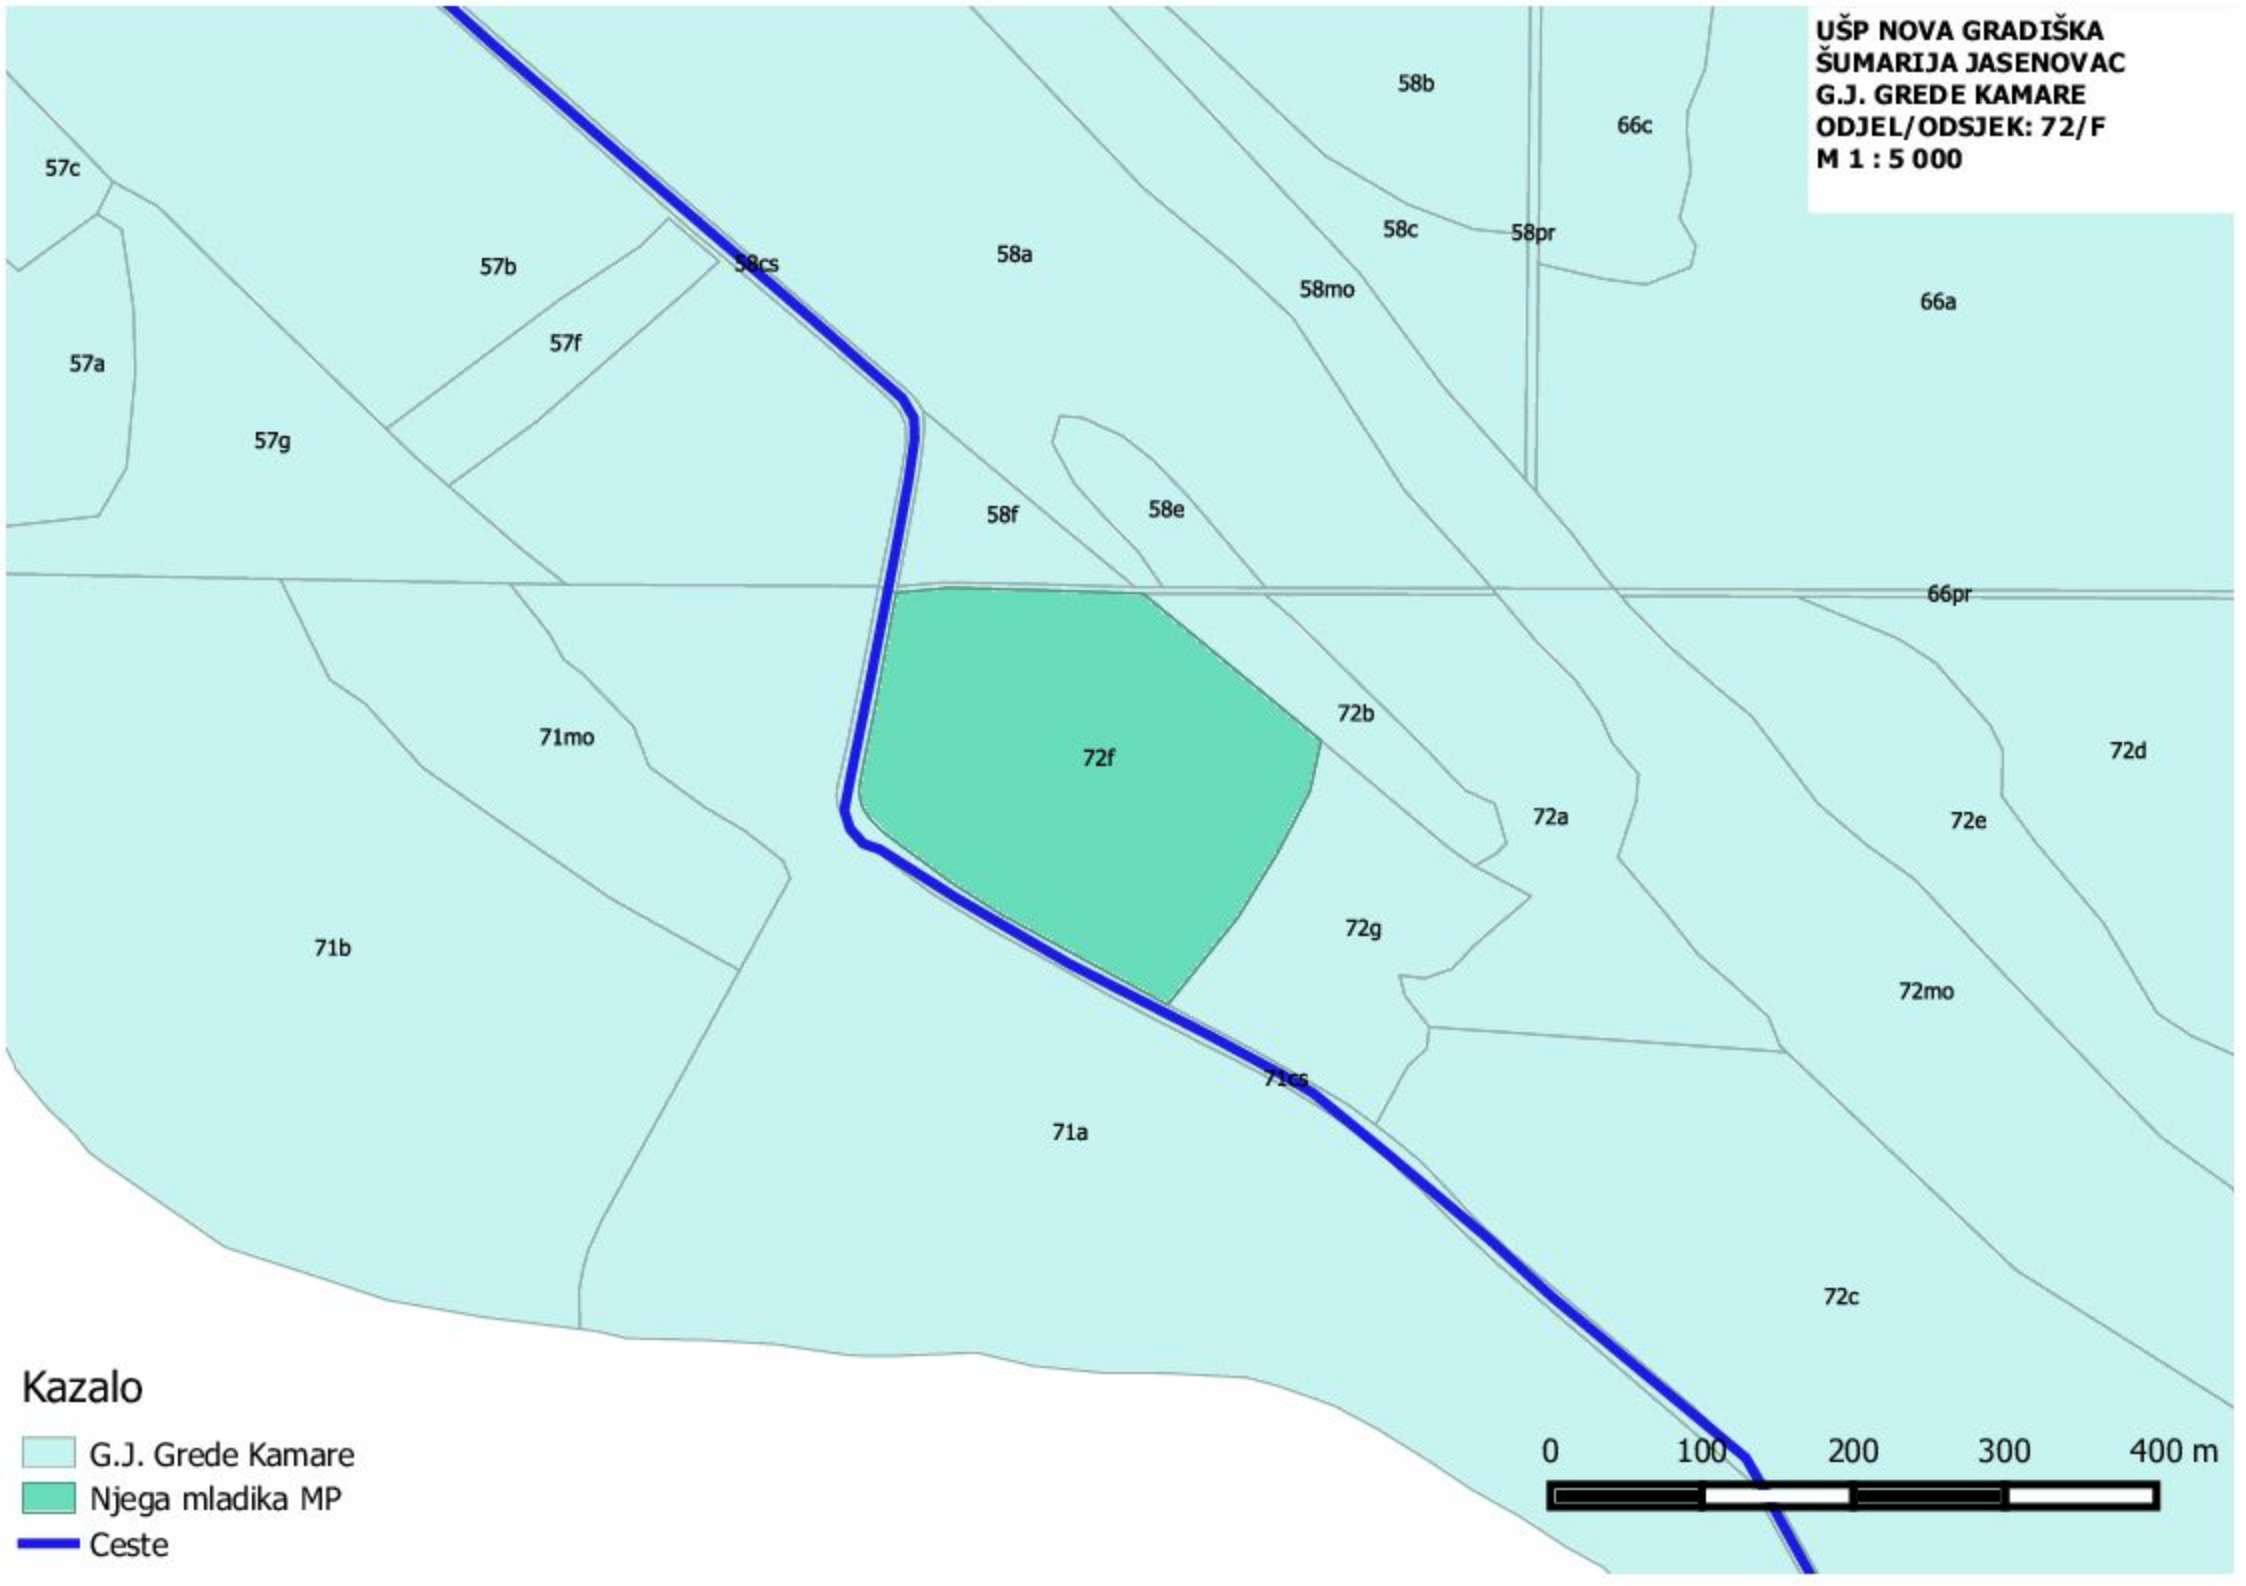 UŠP NOVA GRADIŠKA
ŠUMARIJA JASENOVAC
G.J. GREDE KAMARE
ODJEL/ODSJEK: 72/F
M 1 : 5 000
58b
66c
57c
58c
58pr
58a
57b
58cs
58mo
66a
57f
57a
57g
58e
58f
66pr
72b
71mo
72d
72f
72a
72e
72g
71b
72mo
71cs
71a
72c
Kazalo
G.J. Grede Kamare
Njega mladika MP
Ceste
0 100 200 300 400 m